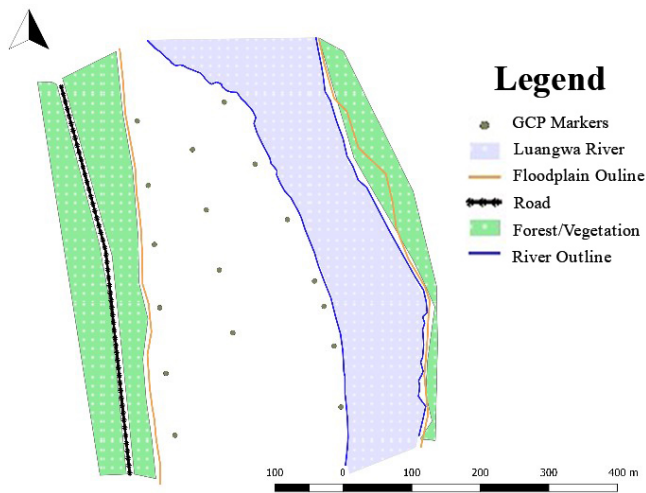 Legend
GCP Markers
Luangwa River
Floodplain Ouline
Road
Forest/Vegetation
River Outline
100 0 100 200 300 400 m